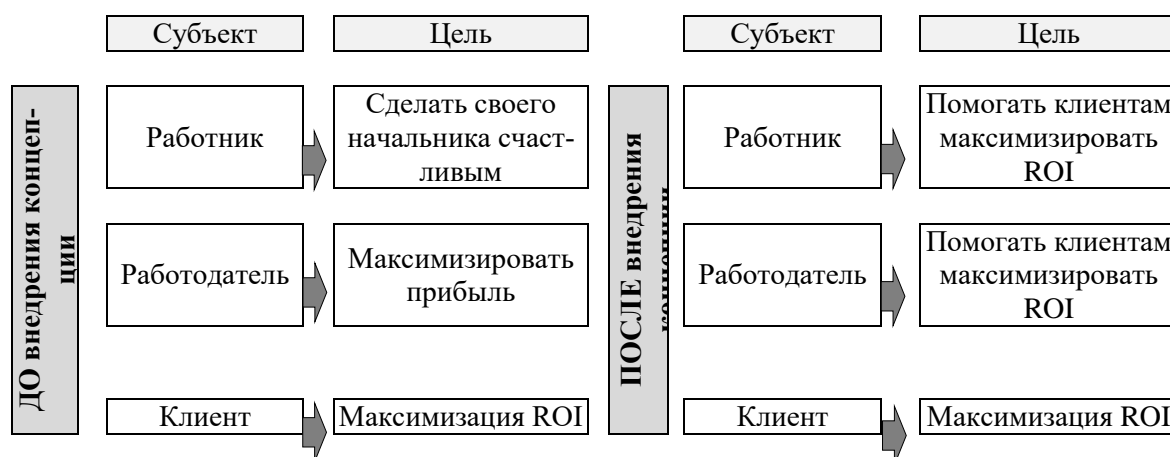 Субъект
Цель
ДО внедрения концеп-
ции
Работник
Сделать своего
начальника счаст-
ливым
Работодатель
Максимизировать
прибыль
Клиент
Максимизация ROI
Субъект
Цель
ПОСЛЕ внедрения
Работник
Помогать клиентам
максимизировать
ROI
Работодатель
Помогать клиентам
максимизировать
ROI
Клиент
Максимизация ROI